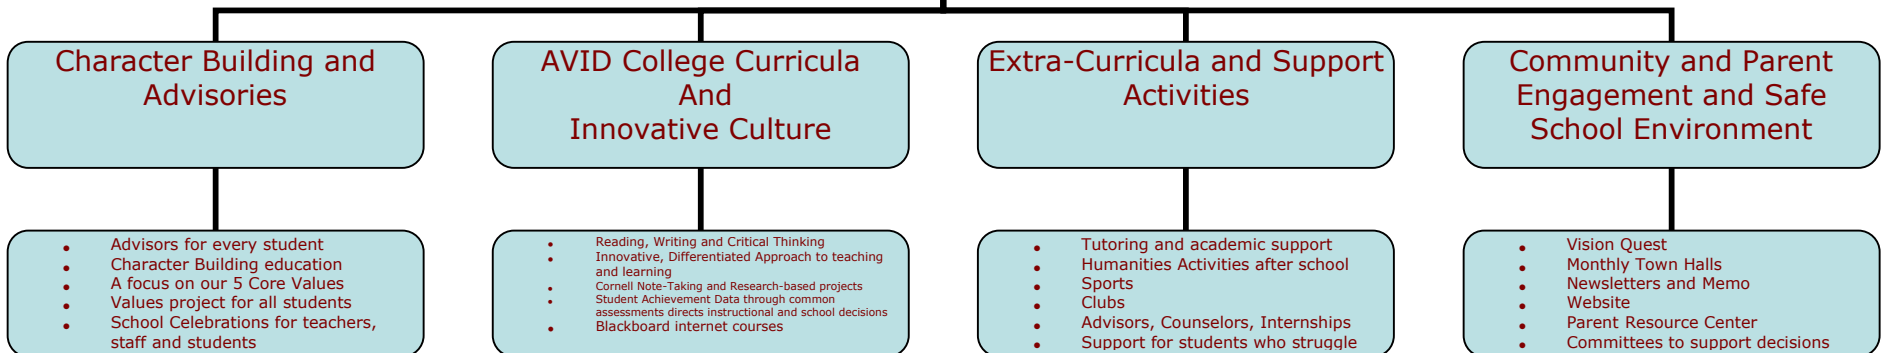 Character Building and
Advisories
AVID College Curricula
And
Innovative Culture
Extra-Curricula and Support
Activities
Community and Parent
Engagement and Safe
School Environment
• Advisors for every student
• Character Building education
• A focus on our 5 Core Values
• Values project for all students
• School Celebrations for teachers,
staff and students
• Reading, Writing and Critical Thinking
• Innovative, Differentiated Approach to teaching
and learning
• Cornell Note-Taking and Research-based projects
• Student Achievement Data through common
assessments directs instructional and school decisions
• Blackboard internet courses
• Tutoring and academic support
• Humanities Activities after school
• Sports
• Clubs
• Advisors, Counselors, Internships
• Support for students who struggle
• Vision Quest
• Monthly Town Halls
• Newsletters and Memo
• Website
• Parent Resource Center
• Committees to support decisions